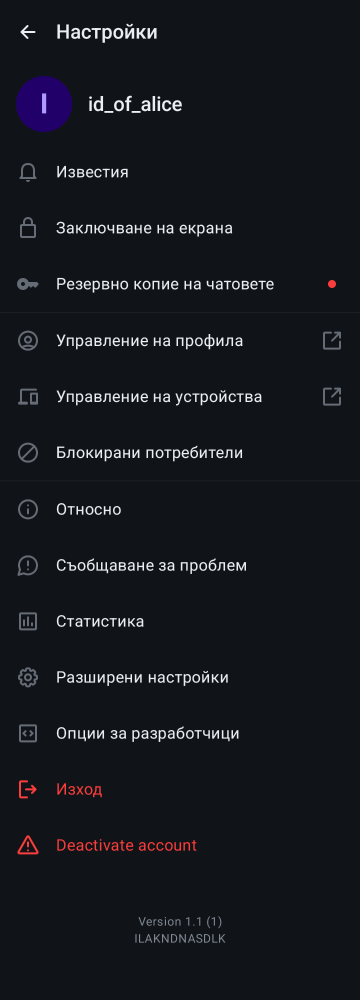 Настройки
I
id_of_alice
Известия
Заключване на екрана
Резервно копие на чатовете
Управление на профила
Управление на устройства
Блокирани потребители
Относно
Съобщаване за проблем
Статистика
Разширени настройки
Опции за разработчици
Изход
Deactivate account
Version 1.1 (1)
ILAKNDNASDLK